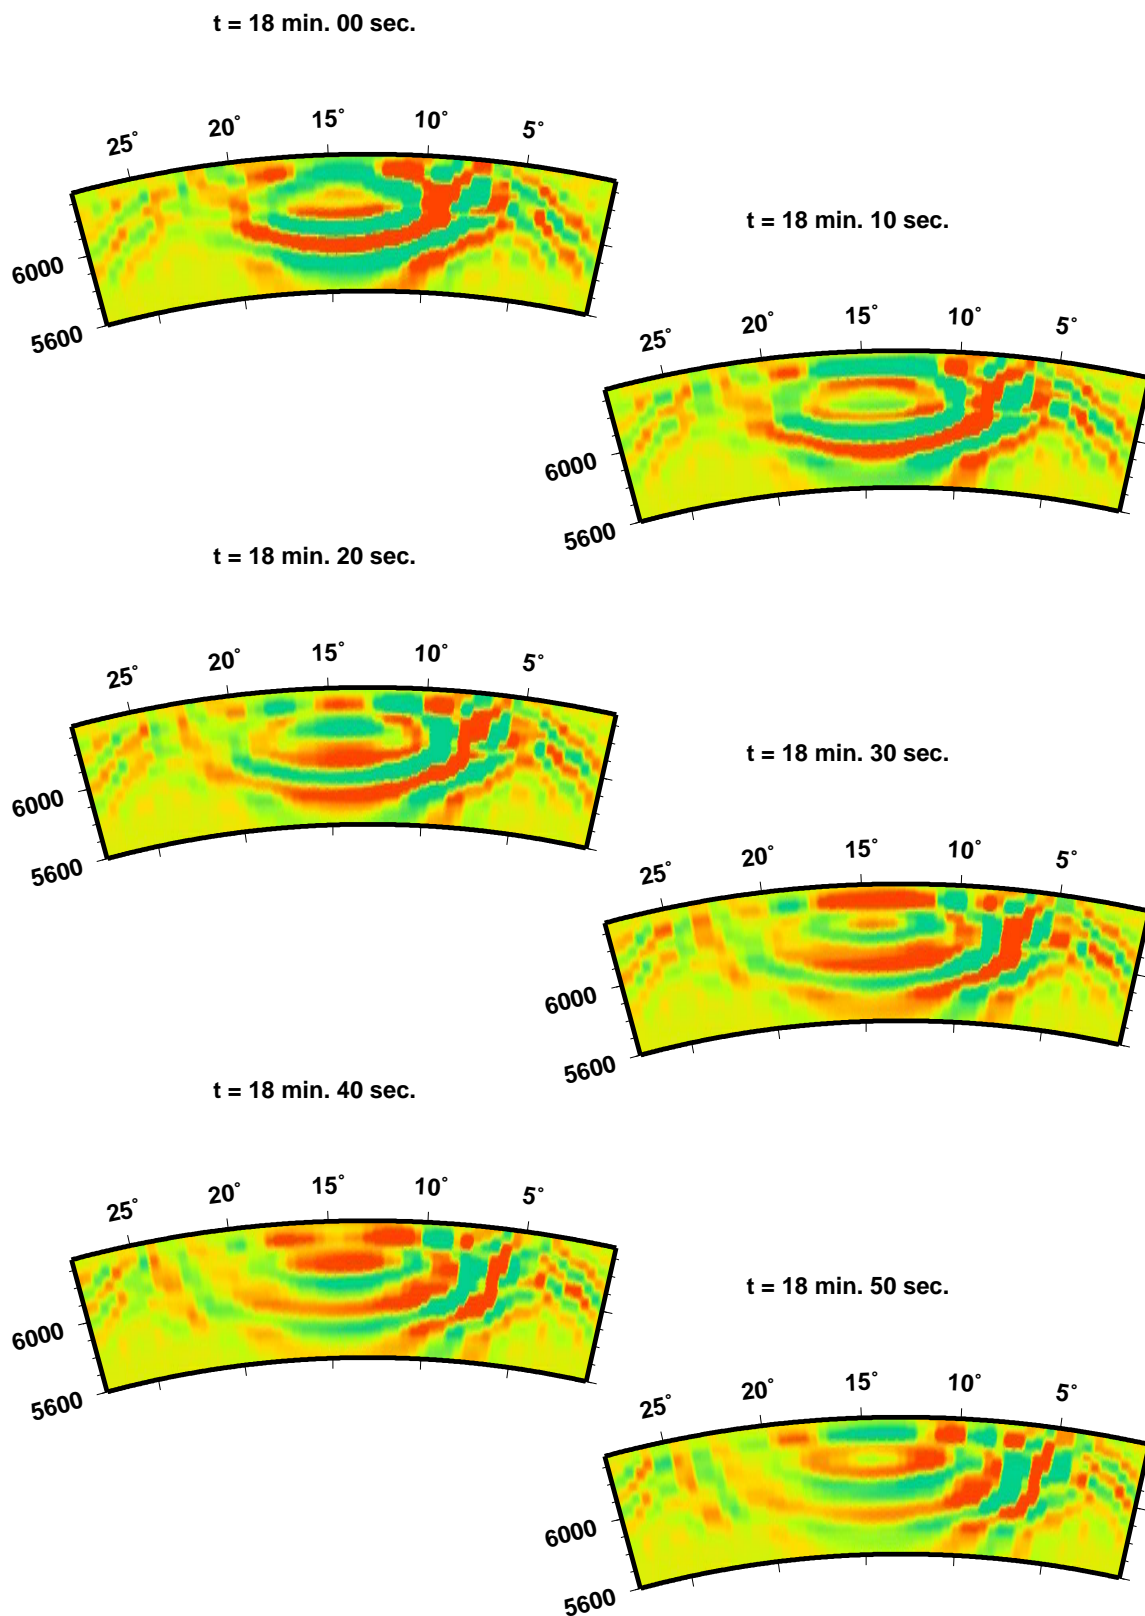 t = 18 min. 00 sec.
25° 20° 15° 10° 5°
6000
5600
t = 18 min. 10 sec.
25° 20° 15° 10° 5°
6000
5600
t = 18 min. 20 sec.
25° 20° 15° 10° 5°
6000
5600
t = 18 min. 30 sec.
25° 20° 15° 10° 5°
6000
5600
t = 18 min. 40 sec.
25° 20° 15° 10° 5°
6000
5600
t = 18 min. 50 sec.
25° 20° 15° 10° 5°
6000
5600